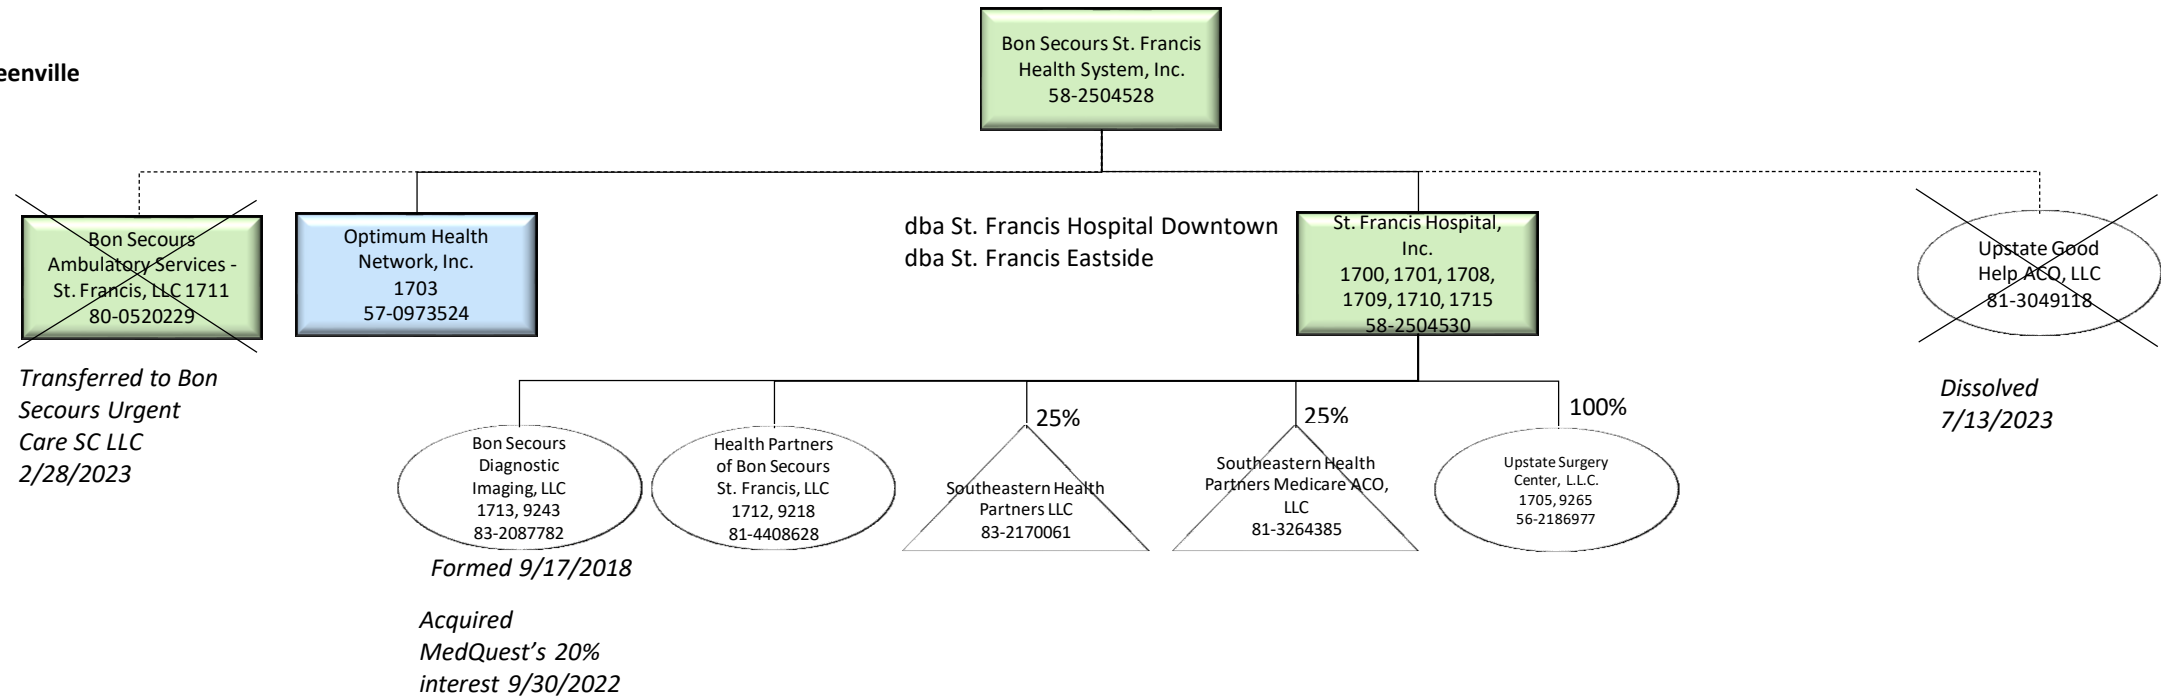 Bon Secours St. Francis
Health System, Inc.
58-2504528
eenville
Bon Secours
Ambulatory Services -
St. Francis, LLC 1711
80-0520229
Optimum Health
Network, Inc.
1703
57-0973524
dba St. Francis Hospital Downtown
dba St. Francis Eastside
St. Francis Hospital,
Inc.
1700, 1701, 1708,
1709, 1710, 1715
58-2504530
Upstate Good
Help ACO, LLC
81-3049118
Transferred to Bon
Secours Urgent
Care SC LLC
2/28/2023
Dissolved
7/13/2023
25%
25%
100%
Bon Secours
Diagnostic
Imaging, LLC
1713, 9243
83-2087782
Health Partners
of Bon Secours
St. Francis, LLC
1712, 9218
81-4408628
Southeastern Health
Partners LLC
83-2170061
Southeastern Health
Partners Medicare ACO,
LLC
81-3264385
Upstate Surgery
Center, L.L.C.
1705, 9265
56-2186977
Formed 9/17/2018
Acquired
MedQuest's 20%
interest 9/30/2022